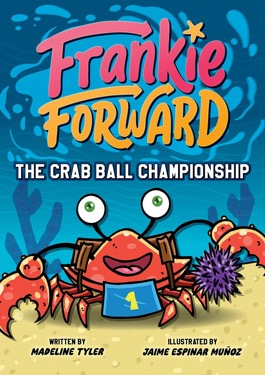 Frankie
FORWARD
THE CRAB BALL CHAMPIONSHIP
1
WRITTEN BY
MADELINE TYLER
ILLUSTRATED BY
JAIME ESPINAR MUÑOZ